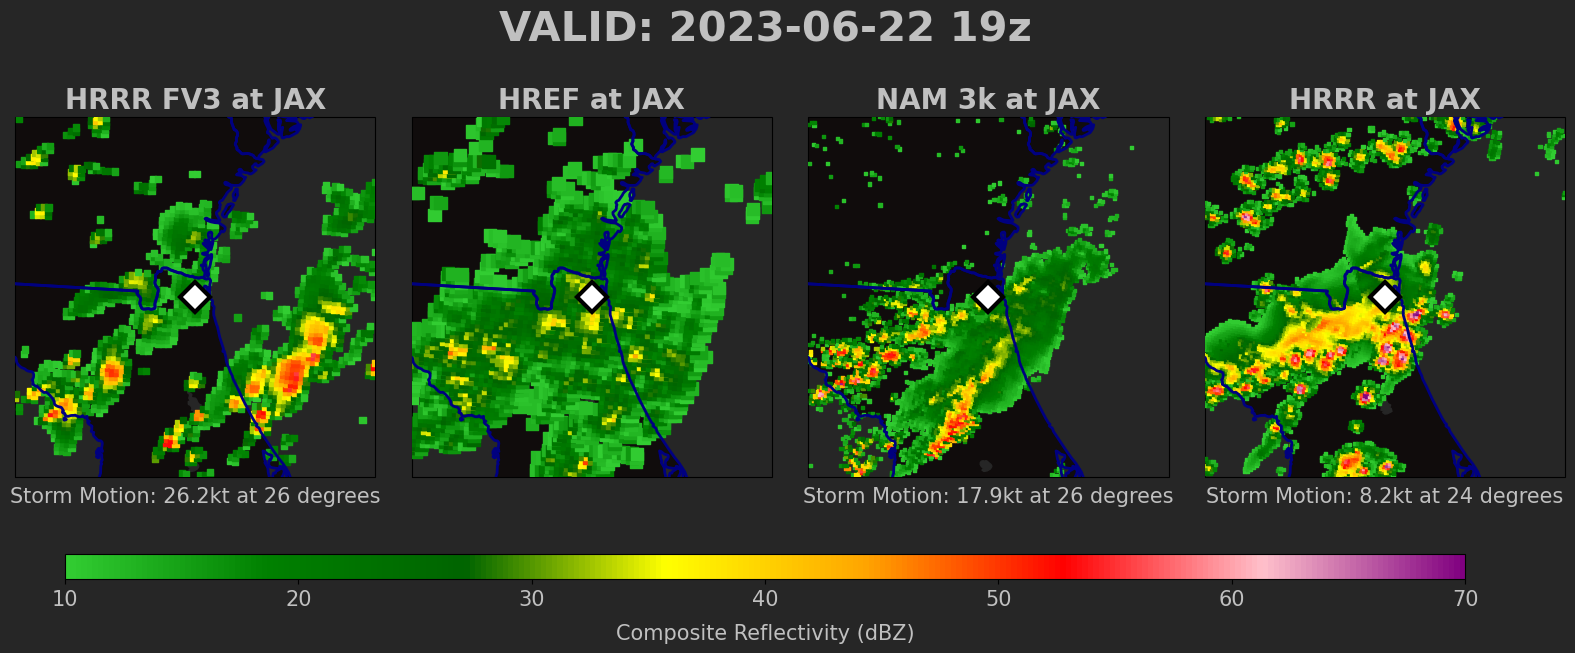 VALID: 2023-06-22 19z
HRRR FV3 at JAX
HREF at JAX
NAM 3k at JAX
HRRR at JAX
Storm Motion: 26.2kt at 26 degrees
Storm Motion: 17.9kt at 26 degrees
Storm Motion: 8.2kt at 24 degrees
10 20 30 40 50 60 70
Composite Reflectivity (dBZ)